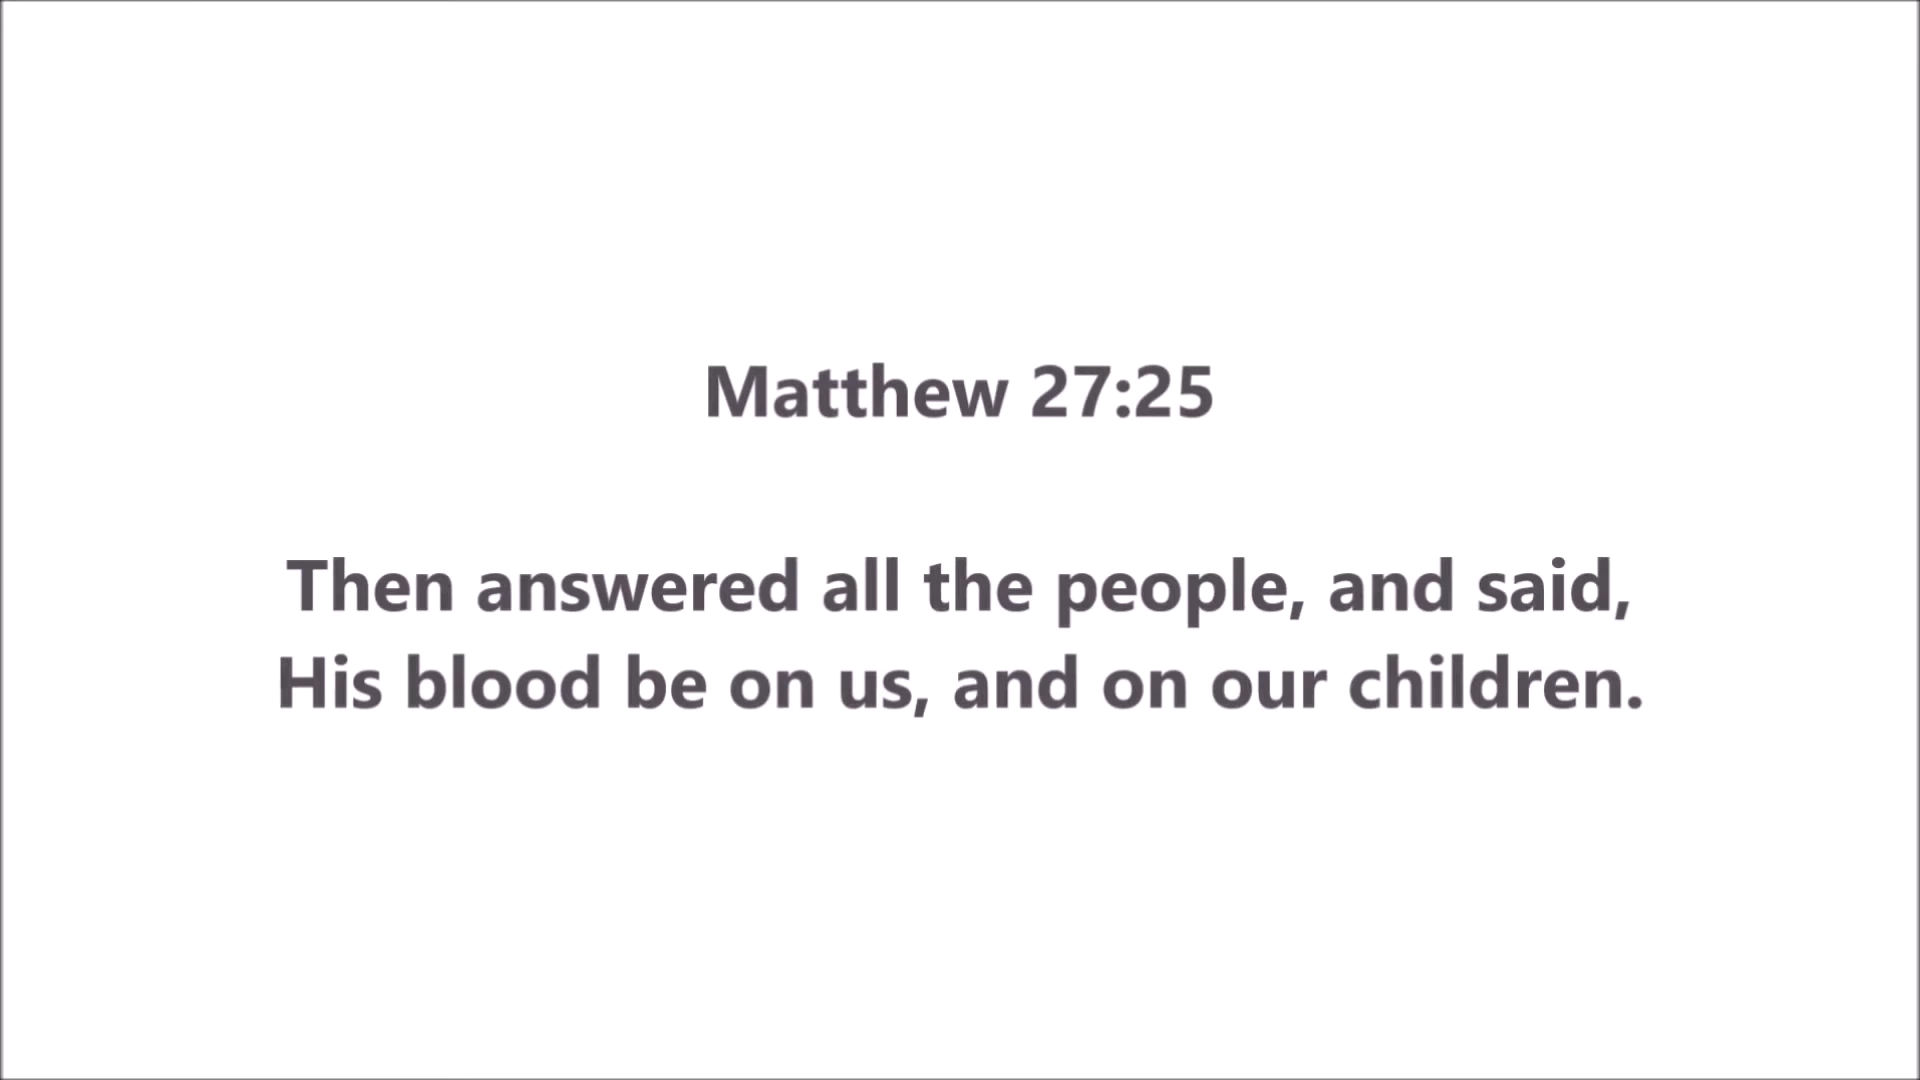 Matthew 27:25
Then answered all the people, and said,
His blood be on us, and on our children.